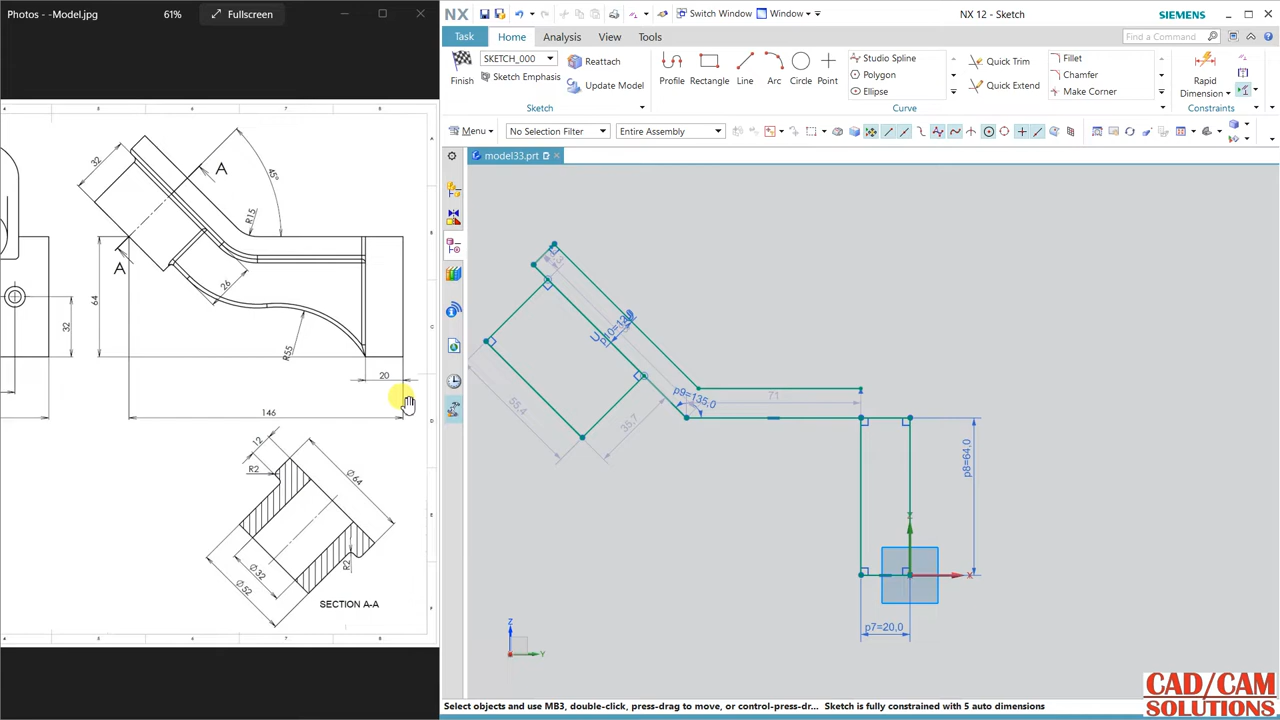 Photos - -Model.jpg
61%
Fullscreen
NX
Switch Window
Window
NX 12 - Sketch
SIEMENS
Task
Home
Analysis
View
Tools
Find a Command
SKETCH_000
Reattach
Finish
Sketch Emphasis
Update Model
Sketch
Profile
Rectangle
Line
Arc
Circle
Point
Studio Spline
Polygon
Ellipse
Quick Trim
Quick Extend
Fillet
Chamfer
Make Corner
Curve
Rapid
Dimension
Constraints
Menu
No Selection Filter
Entire Assembly
model33.prt
32
A
45°
R15
A
64
26
32
R55
20
146
12
R2
Ø64
Ø32
Ø52
R2
SECTION A-A
p9=135,0
71
55.4
35.7
p8=64,0
p7=20,0
Z
X
Z
Y
Select objects and use MB3, double-click, press-drag to move, or control-press-dr...
Sketch is fully constrained with 5 auto dimensions
CAD/CAM
SOLUTIONS